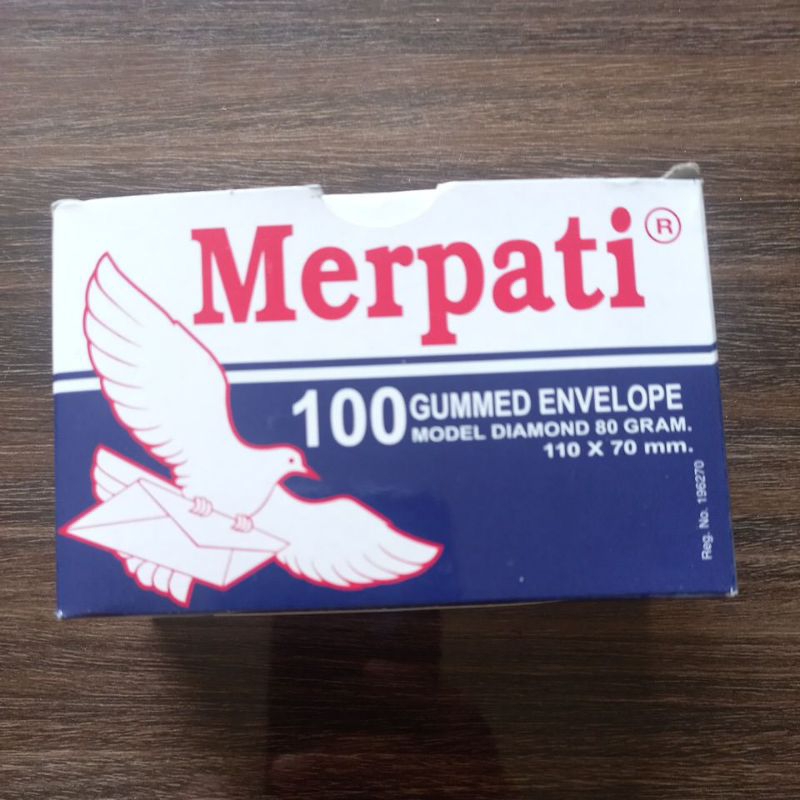 Merpati ®
100 GUMMED ENVELOPE
MODEL DIAMOND 80 GRAM.
110 X 70 mm.
Reg. No. 196270